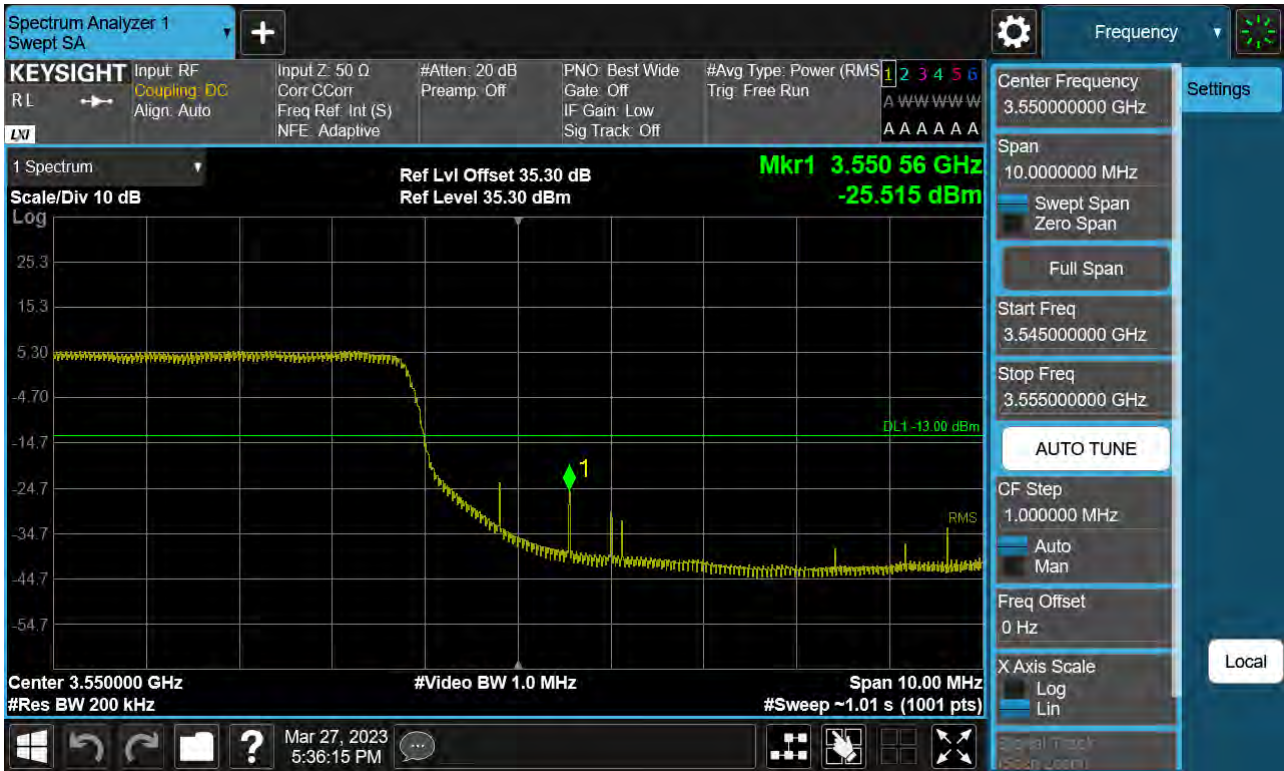 Spectrum Analyzer 1
Swept SA
+
Frequency
KEYSIGHT
RL
LXI
Input: RF
Coupling: DC
Align: Auto
Input Z: 50 Ω
Corr CCorr
Freq Ref: Int (S)
NFE: Adaptive
#Atten: 20 dB
Preamp: Off
PNO: Best Wide
Gate: Off
IF Gain: Low
Sig Track: Off
#Avg Type: Power (RMS
Trig: Free Run
1 2 3 4 5 6
A W W W W W
A A A A A A
1 Spectrum
Scale/Div 10 dB
Log
Ref Lvl Offset 35.30 dB
Ref Level 35.30 dBm
Mkr1 3.550 56 GHz
-25.515 dBm
25.3
15.3
5.30
-4.70
-14.7
-24.7
-34.7
-44.7
-54.7
DL1 -13.00 dBm
1
RMS
Center 3.550000 GHz
#Res BW 200 kHz
#Video BW 1.0 MHz
Span 10.00 MHz
#Sweep ~1.01 s (1001 pts)
Center Frequency
3.550000000 GHz
Settings
Span
10.0000000 MHz
Swept Span
Zero Span
Full Span
Start Freq
3.545000000 GHz
Stop Freq
3.555000000 GHz
AUTO TUNE
CF Step
1.000000 MHz
Auto
Man
Freq Offset
0 Hz
X Axis Scale
Log
Lin
Local
Signal Track
(Span Zoom)
?
Mar 27, 2023
5:36:15 PM